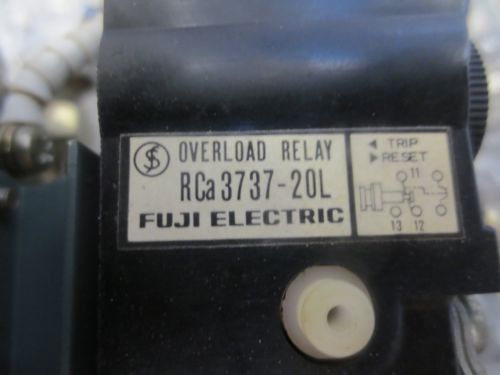 OVERLOAD RELAY
RCa 3737-20L
FUJI ELECTRIC
◀ TRIP
▶ RESET
11
13 12